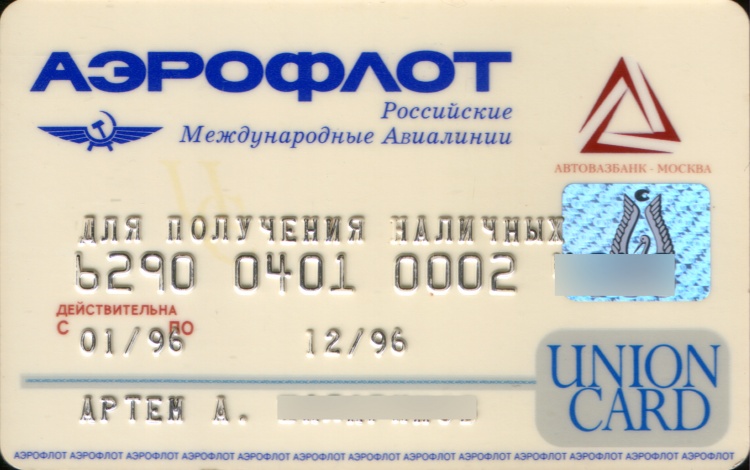 АЭРОФЛОТ
Российские
Международные Авиалинии
АВТОВАЗБАНК - МОСКВА
ДЛЯ ПОЛУЧЕНИЯ НАЛИЧНЫХ
6290 0401 0002
ДЕЙСТВИТЕЛЬНА
С 01/96 ПО 12/96
АРТЕМ А.
UNION
CARD
АЭРОФЛОТ АЭРОФЛОТ АЭРОФЛОТ АЭРОФЛОТ АЭРОФЛОТ АЭРОФЛОТ АЭРОФЛОТ АЭРОФЛОТ АЭРОФЛОТ АЭРОФЛОТ АЭРОФЛОТ АЭРОФЛОТ АЭРОФЛОТ